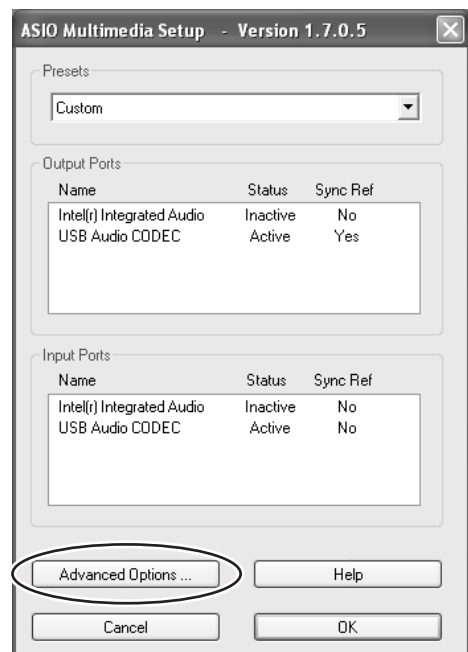 ASIO Multimedia Setup - Version 1.7.0.5
Presets
Custom
Output Ports
Name Status Sync Ref
Intel(r) Integrated Audio Inactive No
USB Audio CODEC Active Yes
Input Ports
Name Status Sync Ref
Intel(r) Integrated Audio Inactive No
USB Audio CODEC Active No
Advanced Options ... Help
Cancel OK